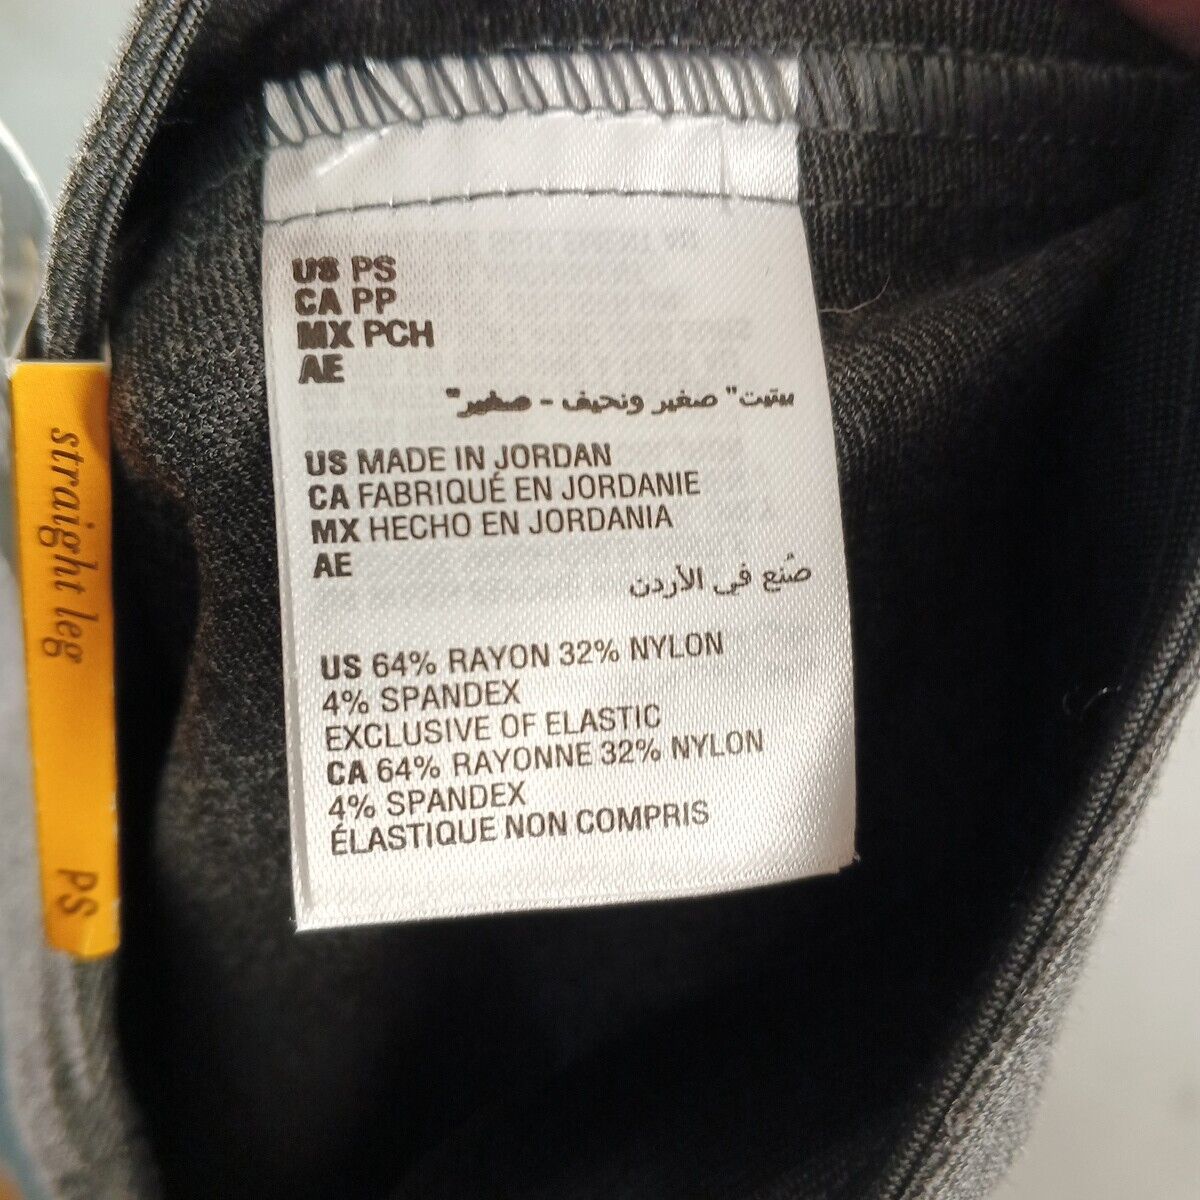 US PS
CA PP
MX PCH
AE
بيتيت" صغير ونحيف - صغير"
US MADE IN JORDAN
CA FABRIQUÉ EN JORDANIE
MX HECHO EN JORDANIA
AE
صُنع في الأردن
US 64% RAYON 32% NYLON
4% SPANDEX
EXCLUSIVE OF ELASTIC
CA 64% RAYONNE 32% NYLON
4% SPANDEX
ÉLASTIQUE NON COMPRIS
straight leg
PS